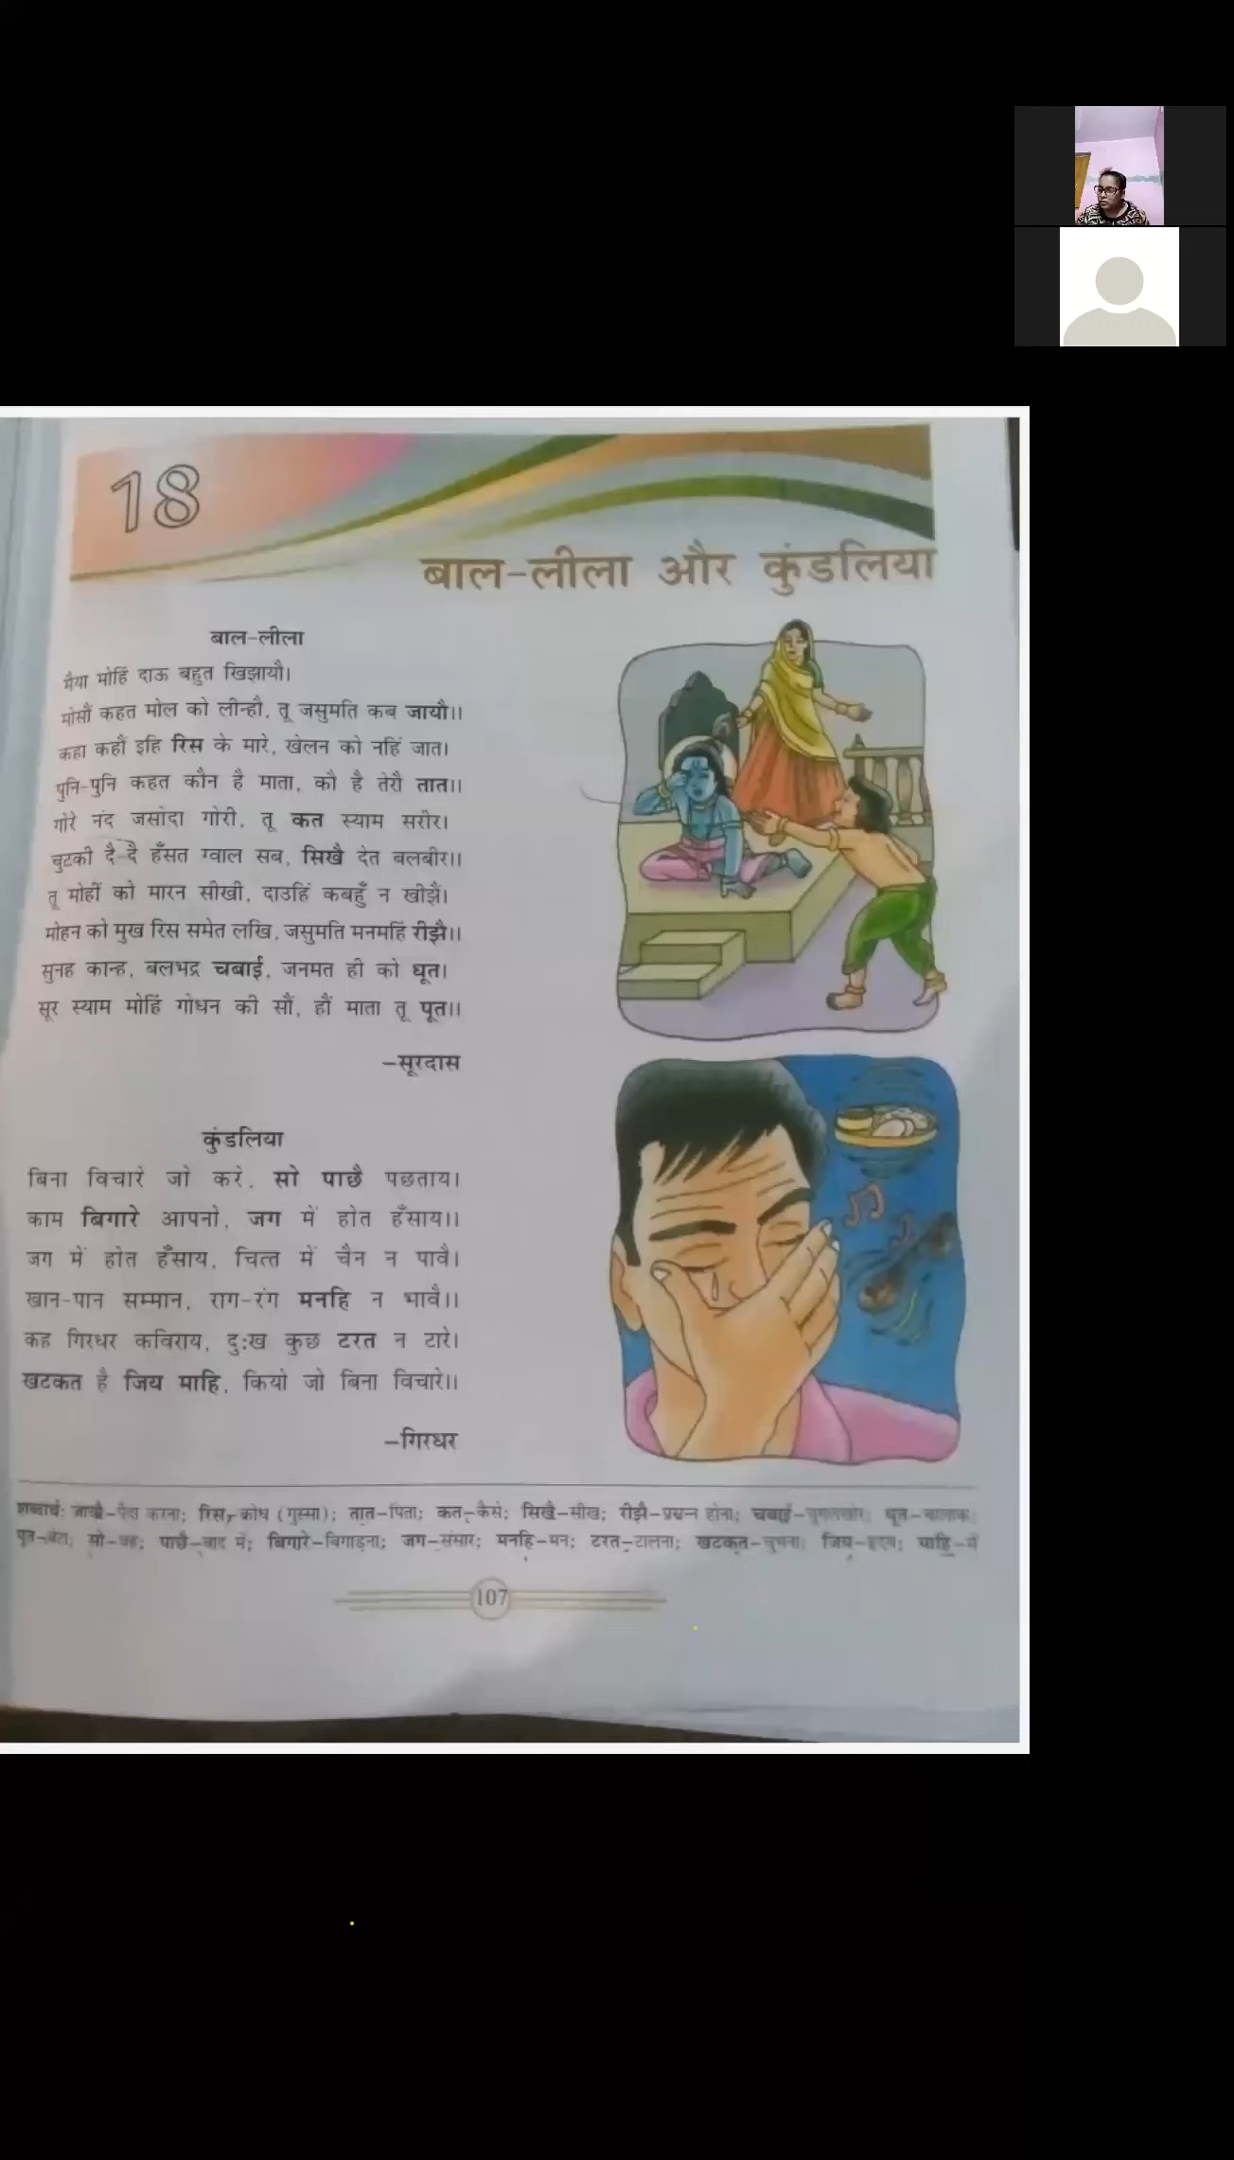 18
बाल-लीला और कुंडलिया
बाल-लीला
मैया मोहिं दाऊ बहुत खिझायौ।
मोसौं कहत मोल को लीन्हौ, तू जसुमति कब जायौ।।
कहा कहौं इहि रिस के मारे, खेलन को नहिं जात।
पुनि-पुनि कहत कौन है माता, को है तेरौ तात।।
गोरे नंद जसोदा गोरी, तू कत स्याम सरीर।
चुटकी दै-दै हँसत ग्वाल सब, सिखै देत बलबीर।।
तू मोहीं को मारन सीखी, दाउहिं कबहुँ न खीझै।
मोहन को मुख रिस समेत लखि, जसुमति मनमहिं रीझै।।
सुनह कान्ह, बलभद्र चबाई, जनमत ही को धूत।
सूर स्याम मोहिं गोधन की सौं, हौं माता तू पूत।।
–सूरदास
कुंडलिया
बिना विचारे जो करे, सो पाछै पछताय।
काम बिगारे आपनो, जग में होत हँसाय।।
जग में होत हँसाय, चित्त में चैन न पावै।
खान-पान सम्मान, राग-रंग मनहि न भावै।।
कह गिरधर कविराय, दुःख कुछ टरत न टारे।
खटकत है जिय माहि, कियो जो बिना विचारे।।
–गिरधर
शब्दार्थ: जायौ–पैदा करना; रिस–क्रोध (गुस्सा); तात–पिता; कत–कैसे; सिखै–सीख; रीझै–प्रसन्न होना; चबाई–चुगलखोर; धूत–चालाक;
पूत–बेटा; सो–वह; पाछै–बाद में; बिगारे–बिगाड़ना; जग–संसार; मनहि–मन; टरत–टालना; खटकत–चुभना; जिय–हृदय; माहि–में
107